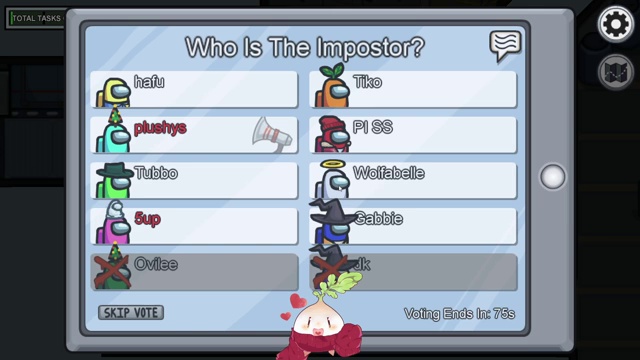 TOTAL TASKS
Who Is The Impostor?
hafu
Tiko
plushys
PI SS
Tubbo
Wolfabelle
5up
Gabbie
Ovilee
jk
SKIP VOTE
Voting Ends In: 75s